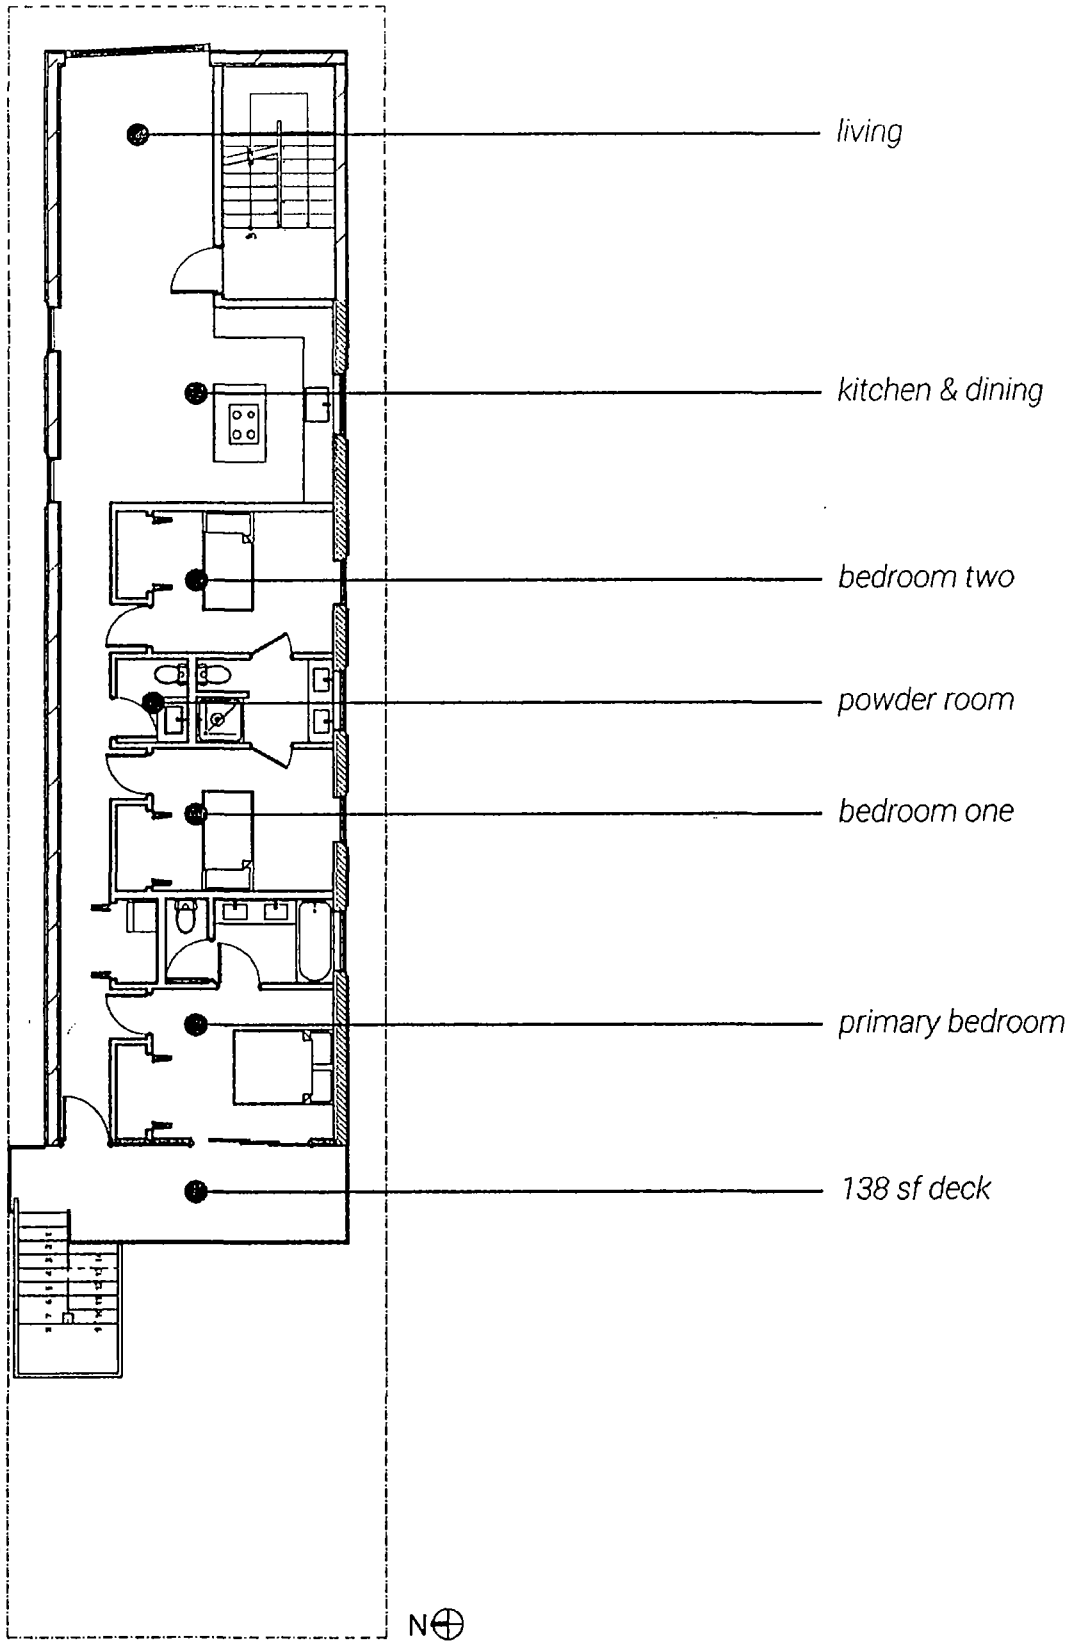 living
kitchen & dining
bedroom two
powder room
bedroom one
primary bedroom
138 sf deck
N